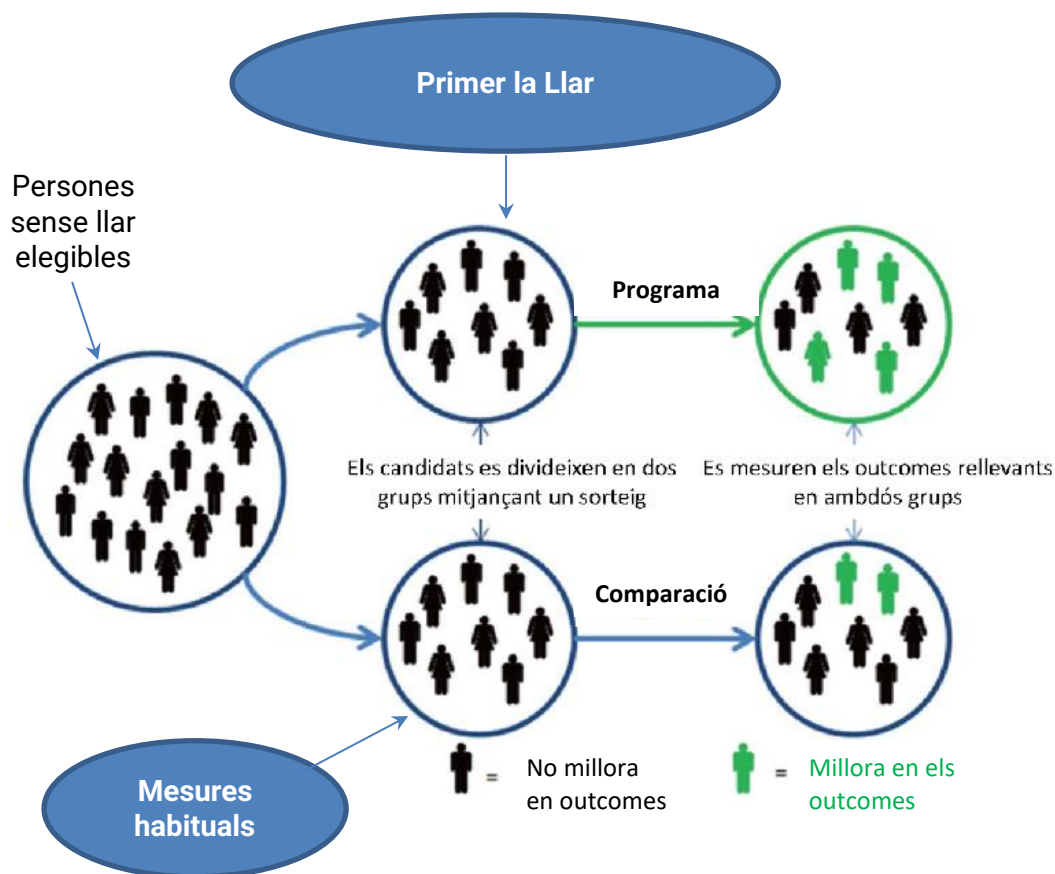 Primer la Llar
Persones
sense llar
elegibles
Programa
Els candidats es divideixen en dos
grups mitjançant un sorteig
Es mesuren els outcomes rellevants
en ambdós grups
Comparació
Mesures
habituals
= No millora
en outcomes
= Millora en els
outcomes